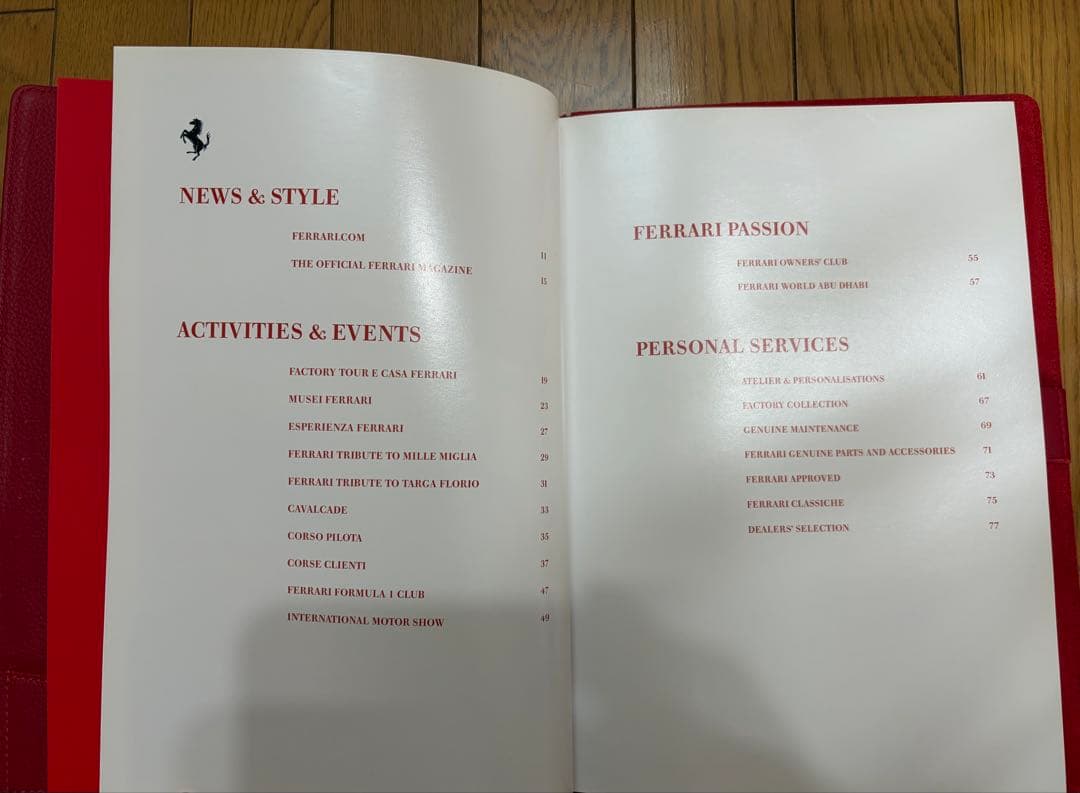 NEWS & STYLE
FERRARI.COM 11
THE OFFICIAL FERRARI MAGAZINE 15
ACTIVITIES & EVENTS
FACTORY TOUR E CASA FERRARI 19
MUSEI FERRARI 23
ESPERIENZA FERRARI 27
FERRARI TRIBUTE TO MILLE MIGLIA 29
FERRARI TRIBUTE TO TARGA FLORIO 31
CAVALCADE 33
CORSO PILOTA 35
CORSE CLIENTI 37
FERRARI FORMULA 1 CLUB 47
INTERNATIONAL MOTOR SHOW 49
FERRARI PASSION
FERRARI OWNERS' CLUB 55
FERRARI WORLD ABU DHABI 57
PERSONAL SERVICES
ATELIER & PERSONALISATIONS 61
FACTORY COLLECTION 67
GENUINE MAINTENANCE 69
FERRARI GENUINE PARTS AND ACCESSORIES 71
FERRARI APPROVED 73
FERRARI CLASSICHE 75
DEALERS' SELECTION 77